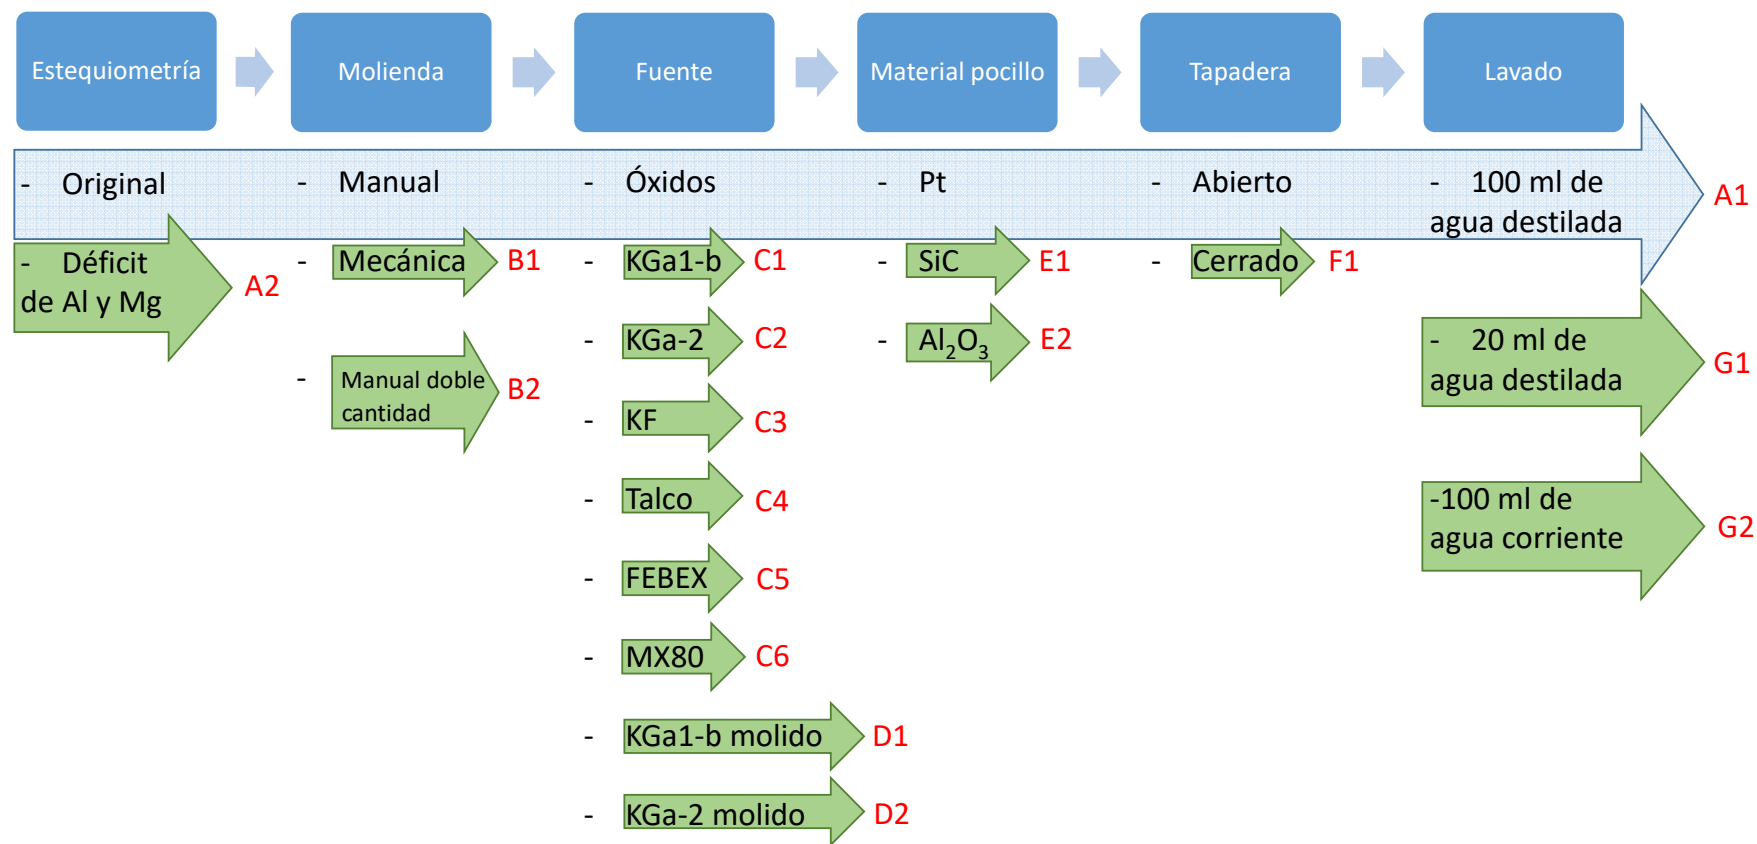 Estequiometría
Molienda
Fuente
Material pocillo
Tapadera
Lavado
- Original
- Manual
- Óxidos
- Pt
- Abierto
- 100 ml de
agua destilada
A1
- Déficit
de Al y Mg
A2
- Mecánica
B1
- Manual doble
cantidad
B2
- KGa1-b
C1
- KGa-2
C2
- KF
C3
- Talco
C4
- FEBEX
C5
- MX80
C6
- KGa1-b molido
D1
- KGa-2 molido
D2
- SiC
E1
- Al₂O₃
E2
- Cerrado
F1
- 20 ml de
agua destilada
G1
-100 ml de
agua corriente
G2